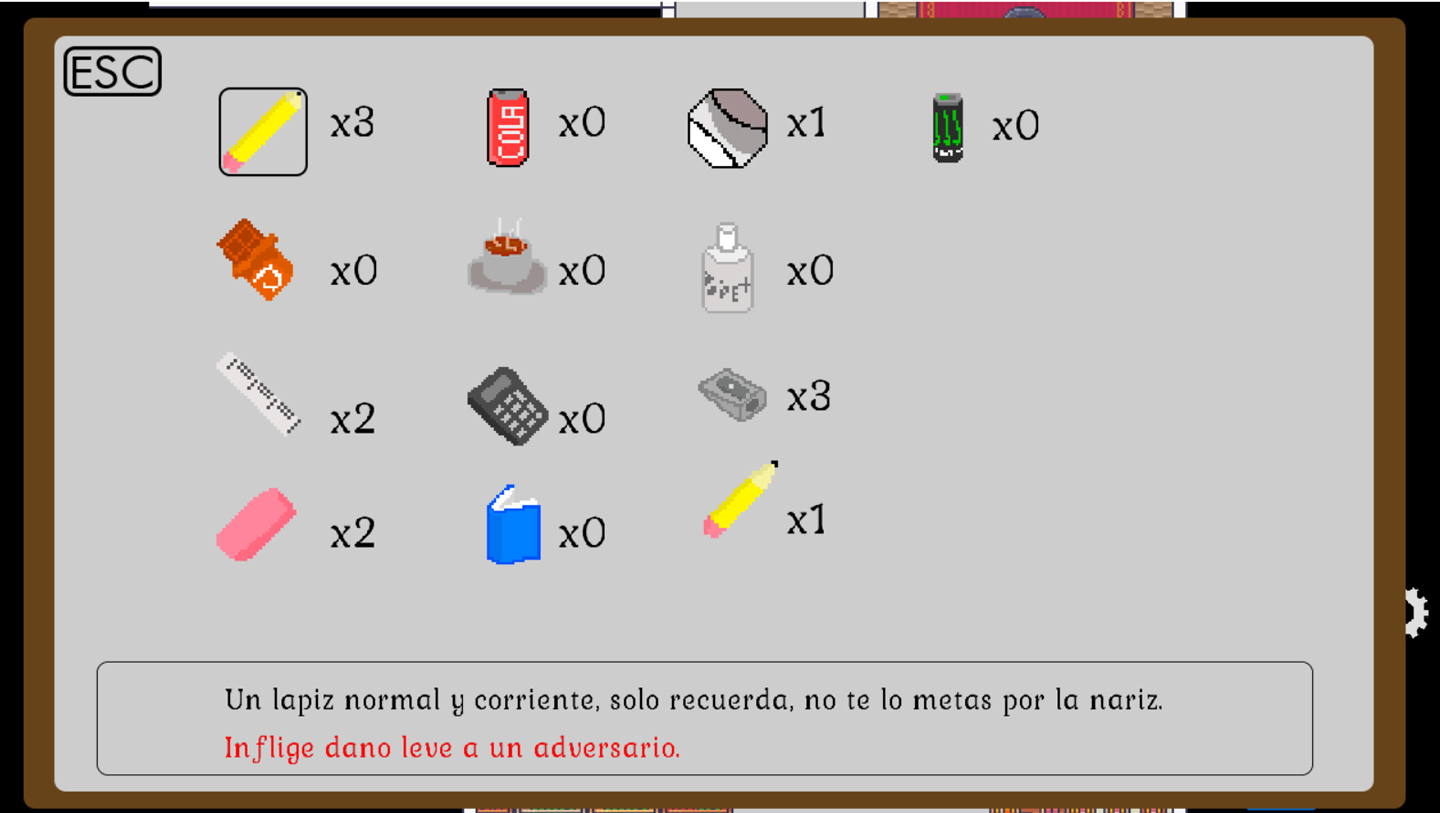 ESC
x3 COLA x0 x1 x0
x0 x0 x0
x2 x0 x3
x2 x0 x1
Un lapiz normal y corriente, solo recuerda, no te lo metas por la nariz.
Inflige dano leve a un adversario.